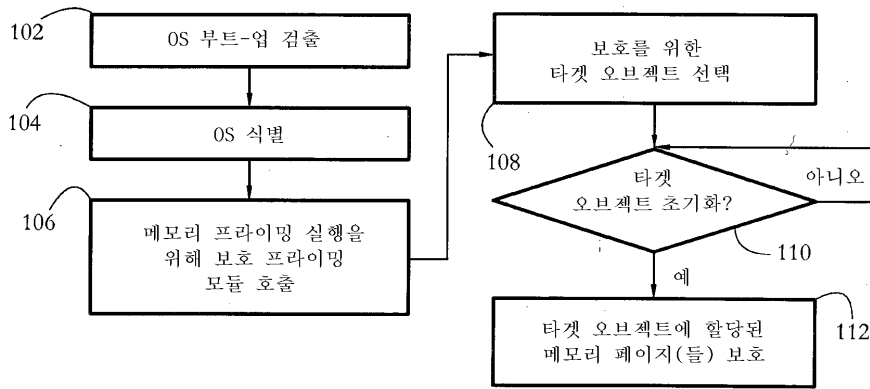 102
OS 부트-업 검출
104
OS 식별
106
메모리 프라이밍 실행을
위해 보호 프라이밍
모듈 호출
보호를 위한
타겟 오브젝트 선택
108
타겟
오브젝트 초기화?
아니오
110
예
타겟 오브젝트에 할당된
메모리 페이지(들) 보호
112